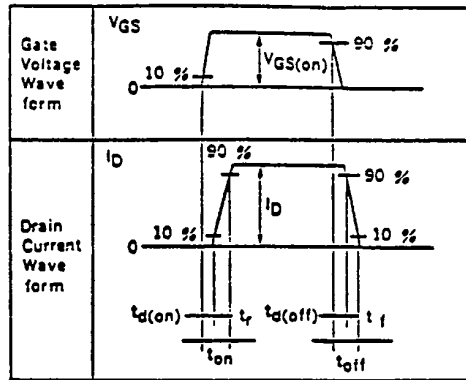 Gate
Voltage
Wave
form
VGS
10 %
0
VGS(on)
90 %
Drain
Current
Wave
form
ID
90 %
10 %
0
ID
90 %
10 %
td(on)
tr
td(off)
tf
ton
toff